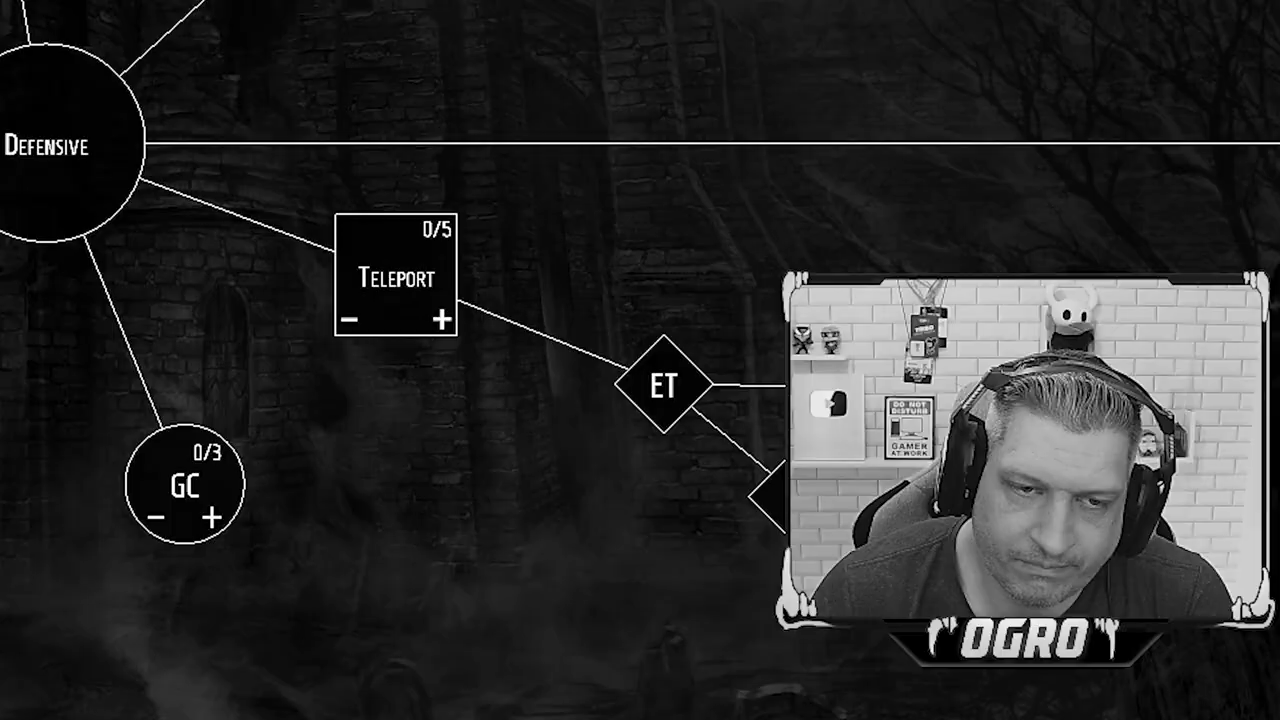 DEFENSIVE
0/5
TELEPORT
- +
ET
0/3
GC
- +
DO NOT
DISTURB
GAMER
AT WORK
OGRO